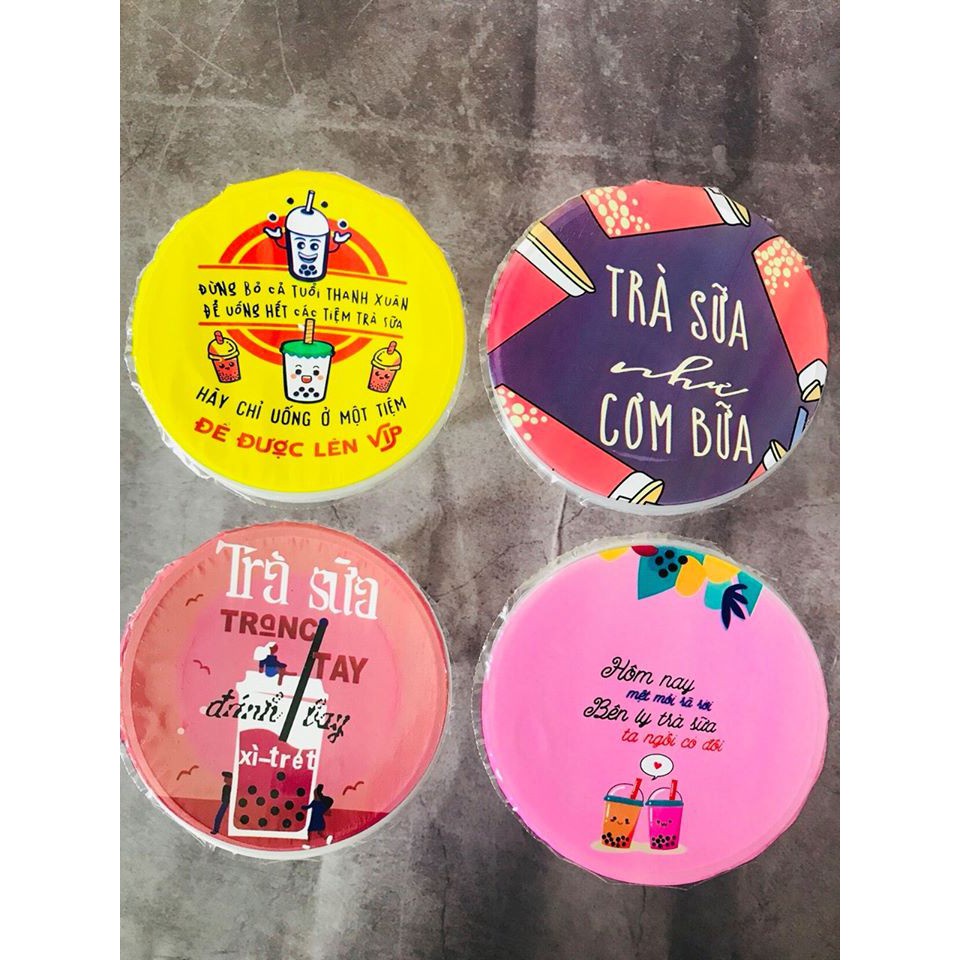 ĐỪNG BỎ CẢ TUỔI THANH XUÂN
ĐỂ UỐNG HẾT CÁC TIỆM TRÀ SỮA
HÃY CHỈ UỐNG Ở MỘT TIỆM
ĐỂ ĐƯỢC LÊN VIP
TRÀ SỮA
như
CƠM BỮA
Trà sữa
TRONG
TAY
đánh bay
xì-trét
Hôm nay
mệt mỏi rã rời
Bên ly trà sữa
ta ngồi có đôi